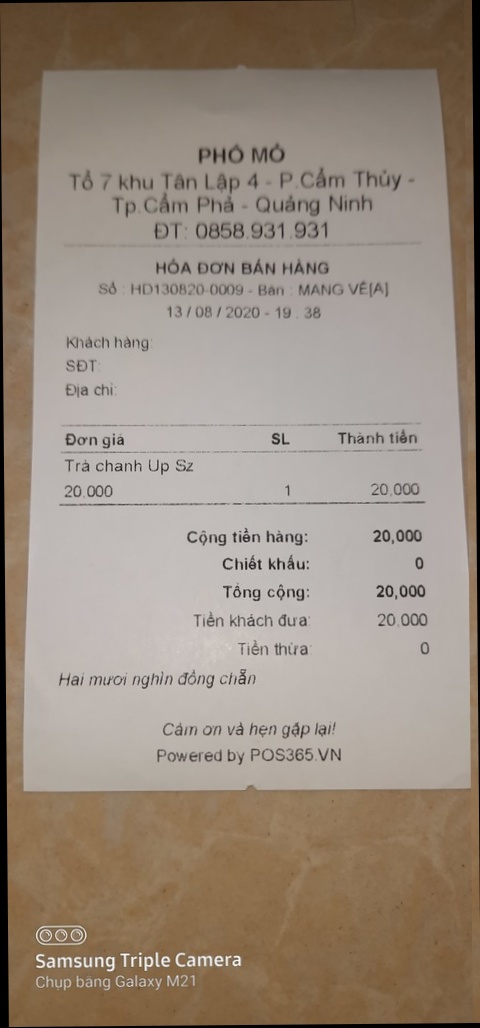 PHỐ MỎ
Tổ 7 khu Tân Lập 4 - P.Cẩm Thủy -
Tp.Cẩm Phả - Quảng Ninh
ĐT: 0858.931.931
HÓA ĐƠN BÁN HÀNG
Số : HD130820-0009 - Bàn : MANG VỀ[A]
13 / 08 / 2020 - 19 : 38
Khách hàng:
SĐT:
Địa chỉ:
Đơn giá SL Thành tiền
Trà chanh Up Sz
20,000 1 20,000
Cộng tiền hàng: 20,000
Chiết khấu: 0
Tổng cộng: 20,000
Tiền khách đưa: 20,000
Tiền thừa: 0
Hai mươi nghìn đồng chẵn
Cảm ơn và hẹn gặp lại!
Powered by POS365.VN
Samsung Triple Camera
Chụp bằng Galaxy M21